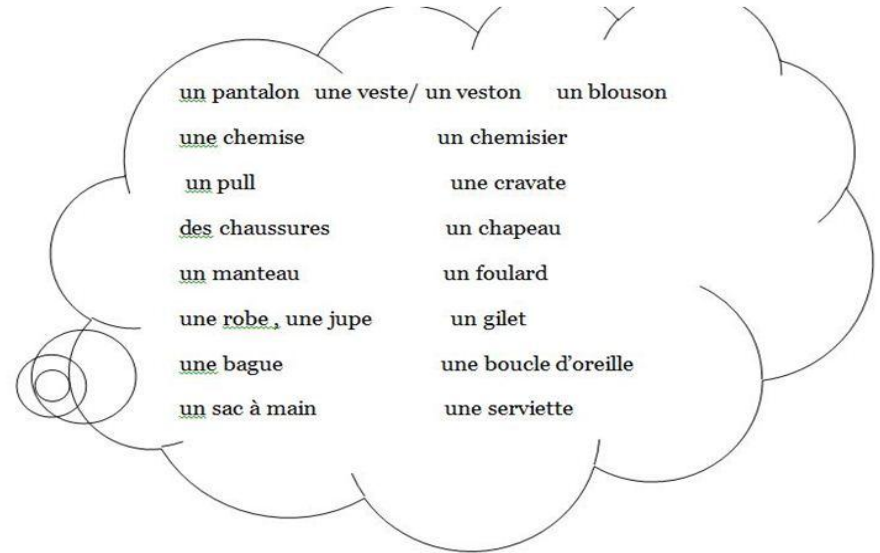 un pantalon une veste/ un veston un blouson
une chemise un chemisier
un pull une cravate
des chaussures un chapeau
un manteau un foulard
une robe , une jupe un gilet
une bague une boucle d’oreille
un sac à main une serviette